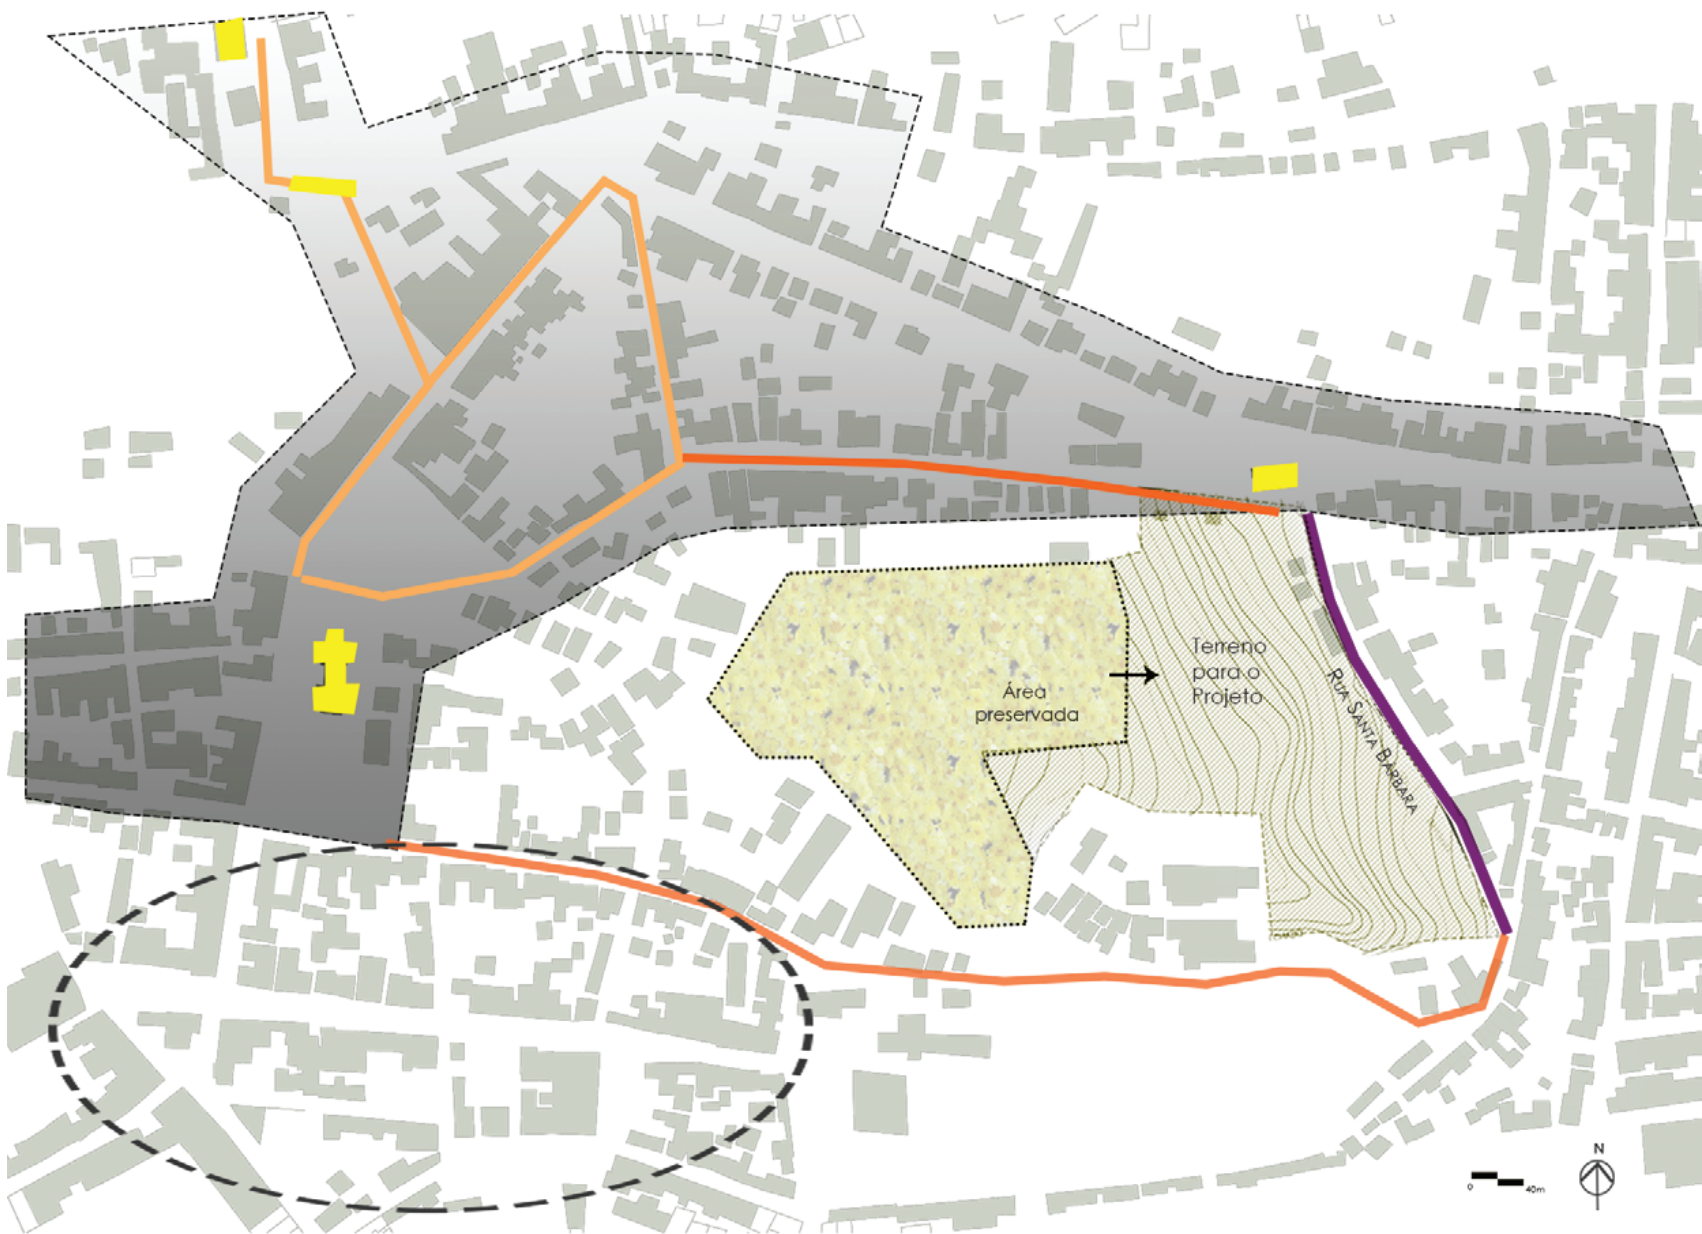 Terreno
para o
Projeto
Área
preservada
RUA SANTA BÁRBARA
N
0
40m